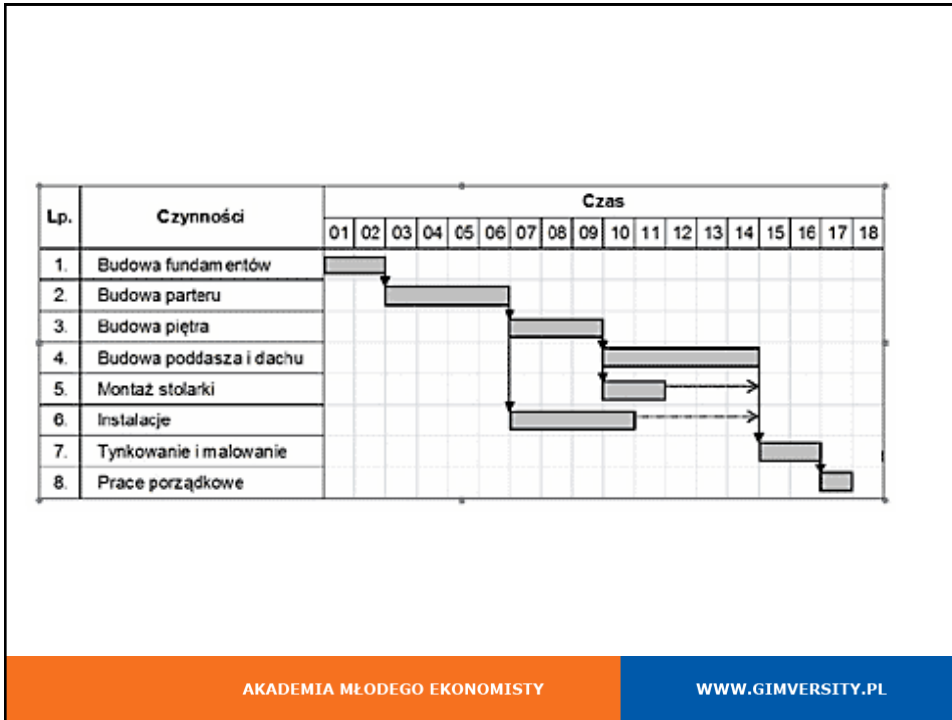 Lp. Czynności Czas
01 02 03 04 05 06 07 08 09 10 11 12 13 14 15 16 17 18
1. Budowa fundamentów
2. Budowa parteru
3. Budowa piętra
4. Budowa poddasza i dachu
5. Montaż stolarki
6. Instalacje
7. Tynkowanie i malowanie
8. Prace porządkowe
AKADEMIA MŁODEGO EKONOMISTY WWW.GIMVERSITY.PL